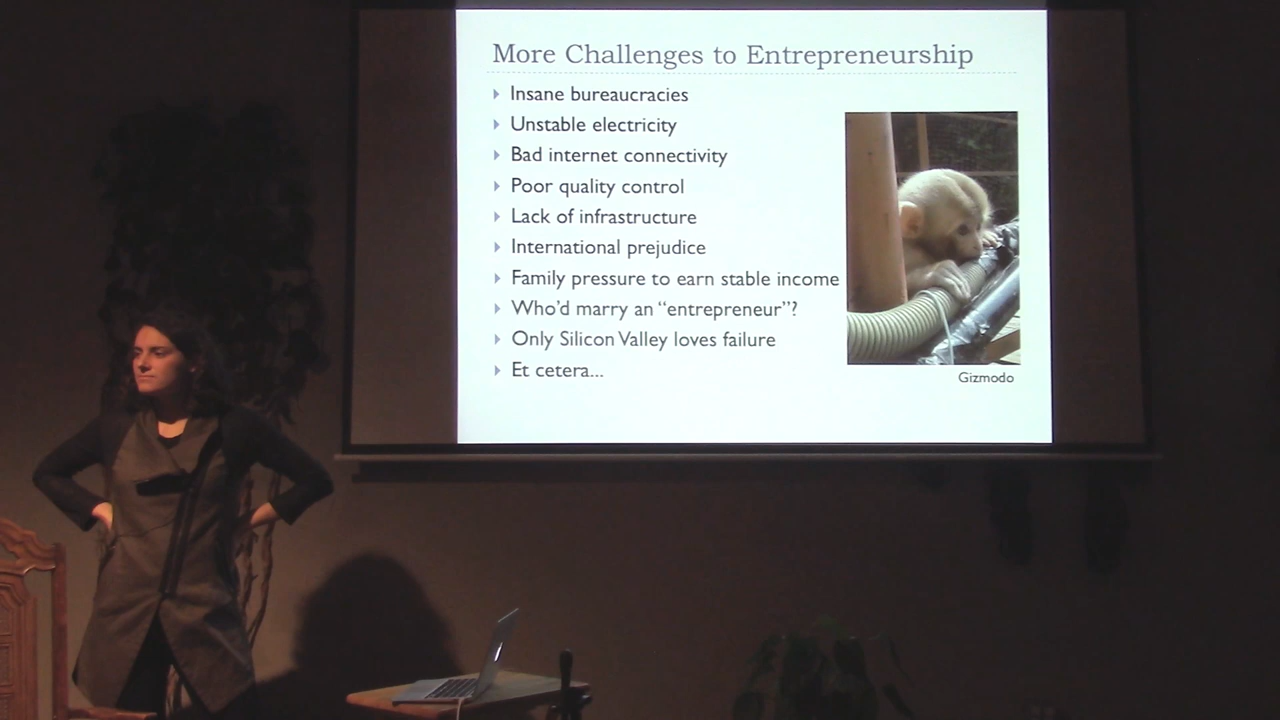 More Challenges to Entrepreneurship
Insane bureaucracies
Unstable electricity
Bad internet connectivity
Poor quality control
Lack of infrastructure
International prejudice
Family pressure to earn stable income
Who'd marry an “entrepreneur”?
Only Silicon Valley loves failure
Et cetera...
Gizmodo